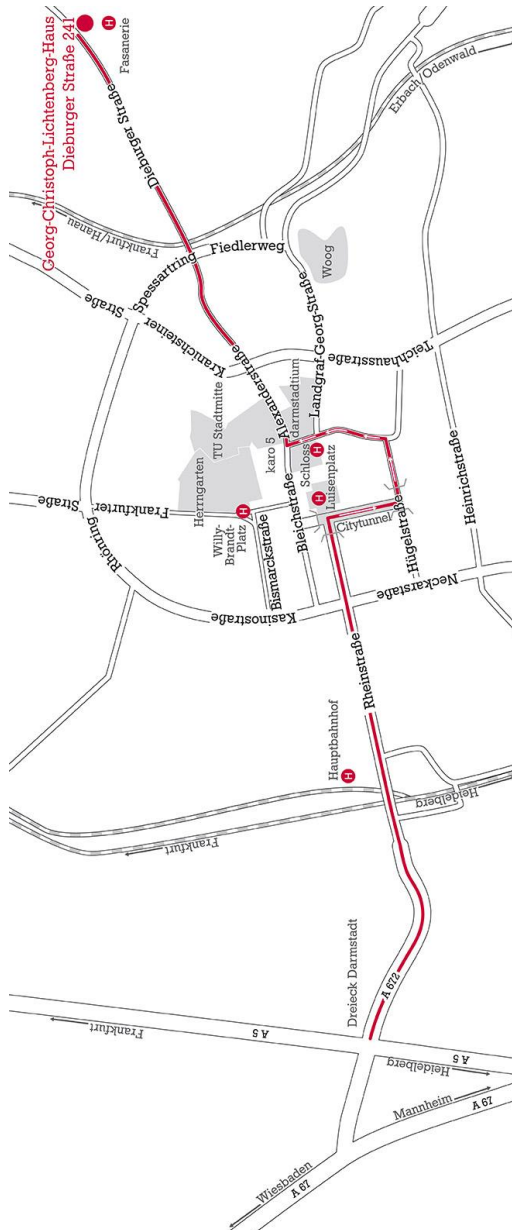 Georg-Christoph-Lichtenberg-Haus
Dieburger Straße 241
Fasanerie
H
Dieburger Straße
Erbach
Odenwald
Frankfurt/Hanau
Spessartring
Fiedlerweg
Woog
Kranichsteiner
Straße
Landgraf-Georg-Straße
Teichhausstraße
Alexanderstraße
TU Stadtmitte
darmstadtium
karo 5
Schloss
H
Herrngarten
Luisenplatz
H
Willy-
Brandt-
Platz
H
Frankfurter
Straße
Rhönring
Bismarckstraße
Bleichstraße
Citytunnel
Hügelstraße
Heinrichstraße
Kasinostraße
Neckarstaße
Rheinstraße
Hauptbahnhof
H
Frankfurt
Heidelberg
Dreieck Darmstadt
A 672
Frankfurt
A 5
A 5
Heidelberg
Mannheim
A 67
Wiesbaden
A 67